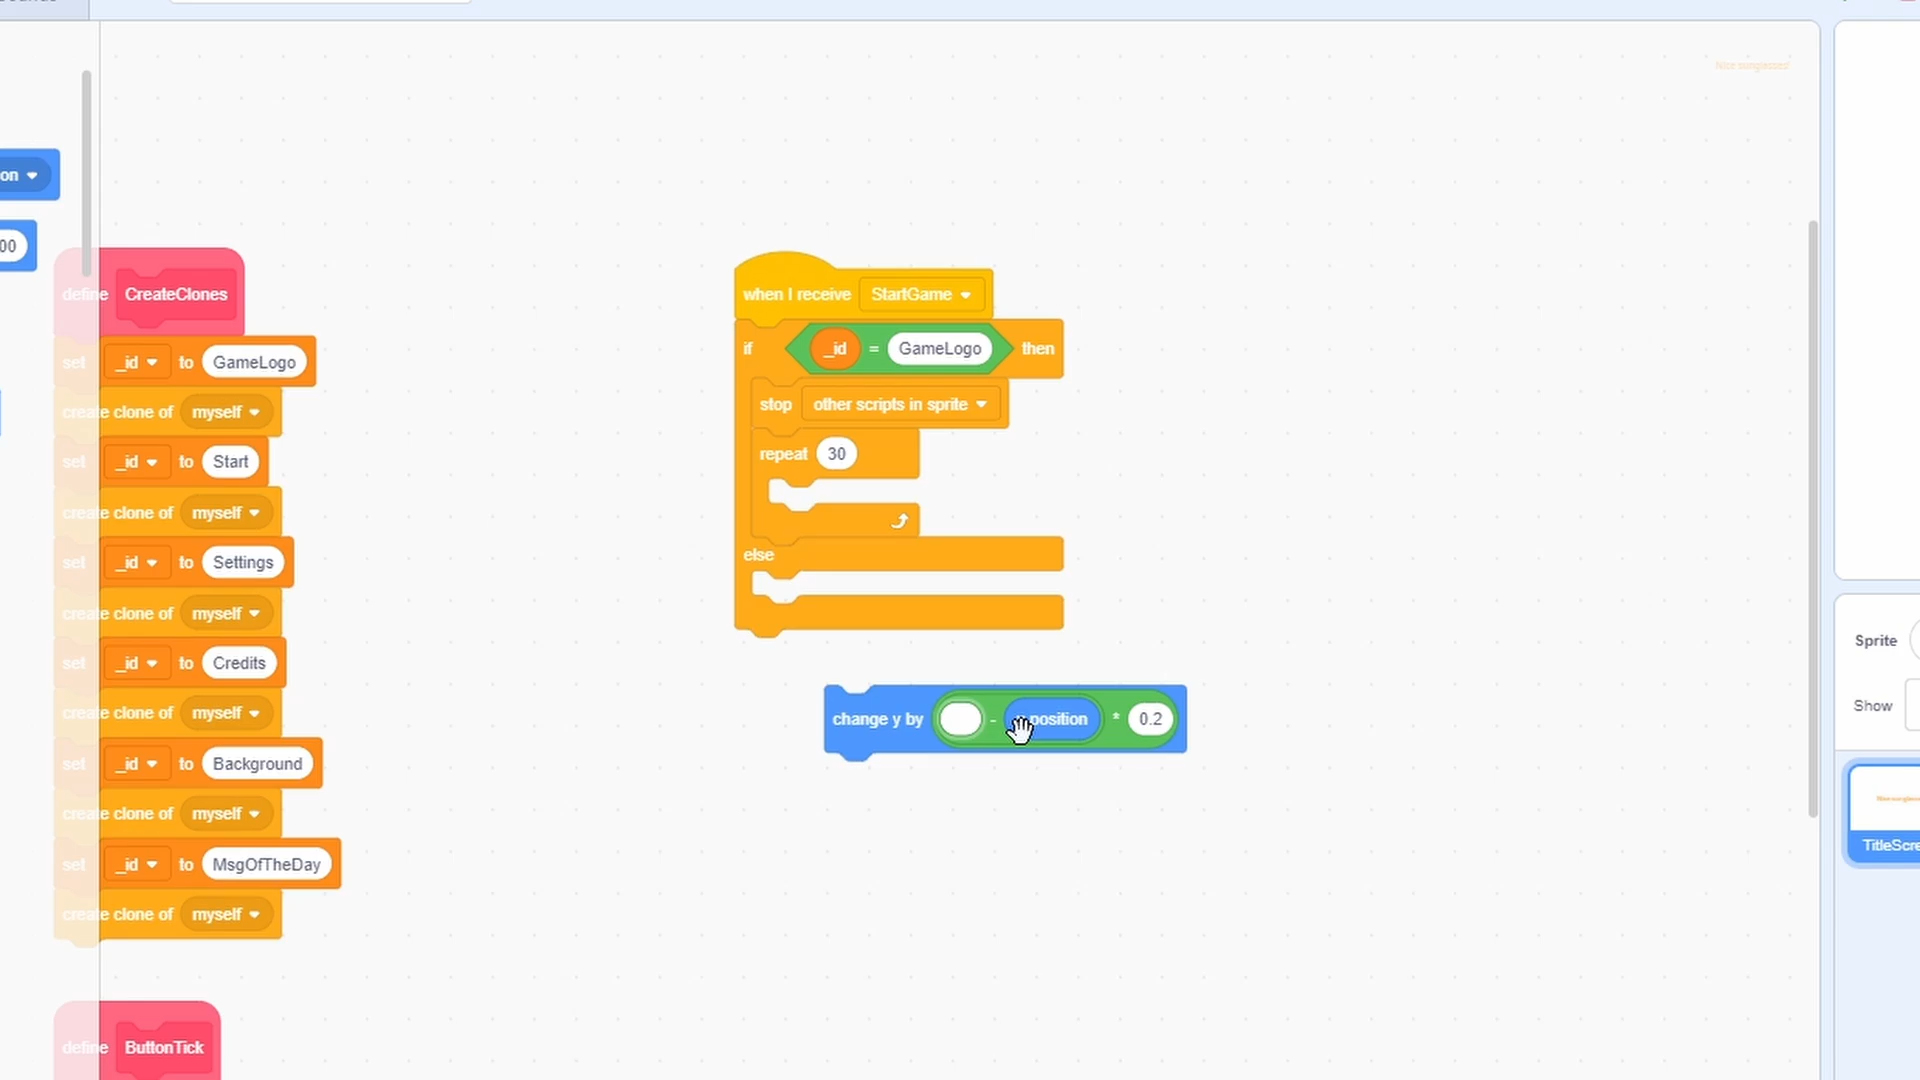 on
00
define CreateClones
set _id to GameLogo
create clone of myself
set _id to Start
create clone of myself
set _id to Settings
create clone of myself
set _id to Credits
create clone of myself
set _id to Background
create clone of myself
set _id to MsgOfTheDay
create clone of myself
define ButtonTick
when I receive StartGame
if _id = GameLogo then
stop other scripts in sprite
repeat 30
else
change y by - position * 0.2
Nice sunglasses!
Sprite
Show
TitleScre